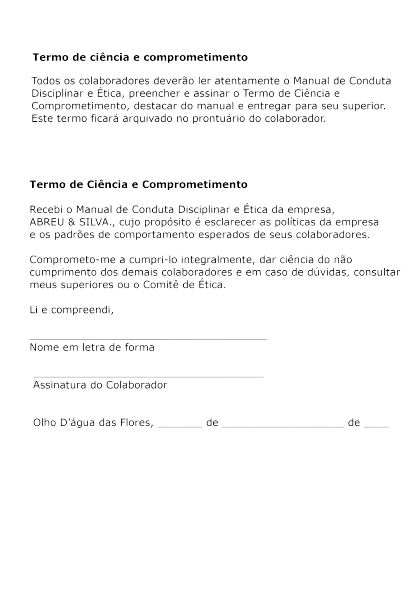 Termo de ciência e comprometimento
Todos os colaboradores deverão ler atentamente o Manual de Conduta
Disciplinar e Ética, preencher e assinar o Termo de Ciência e
Comprometimento, destacar do manual e entregar para seu superior.
Este termo ficará arquivado no prontuário do colaborador.
Termo de Ciência e Comprometimento
Recebi o Manual de Conduta Disciplinar e Ética da empresa,
ABREU & SILVA., cujo propósito é esclarecer as políticas da empresa
e os padrões de comportamento esperados de seus colaboradores.
Comprometo-me a cumpri-lo integralmente, dar ciência do não
cumprimento dos demais colaboradores e em caso de dúvidas, consultar
meus superiores ou o Comitê de Ética.
Li e compreendi,
Nome em letra de forma
Assinatura do Colaborador
Olho D'água das Flores, ________ de ______________________ de ____